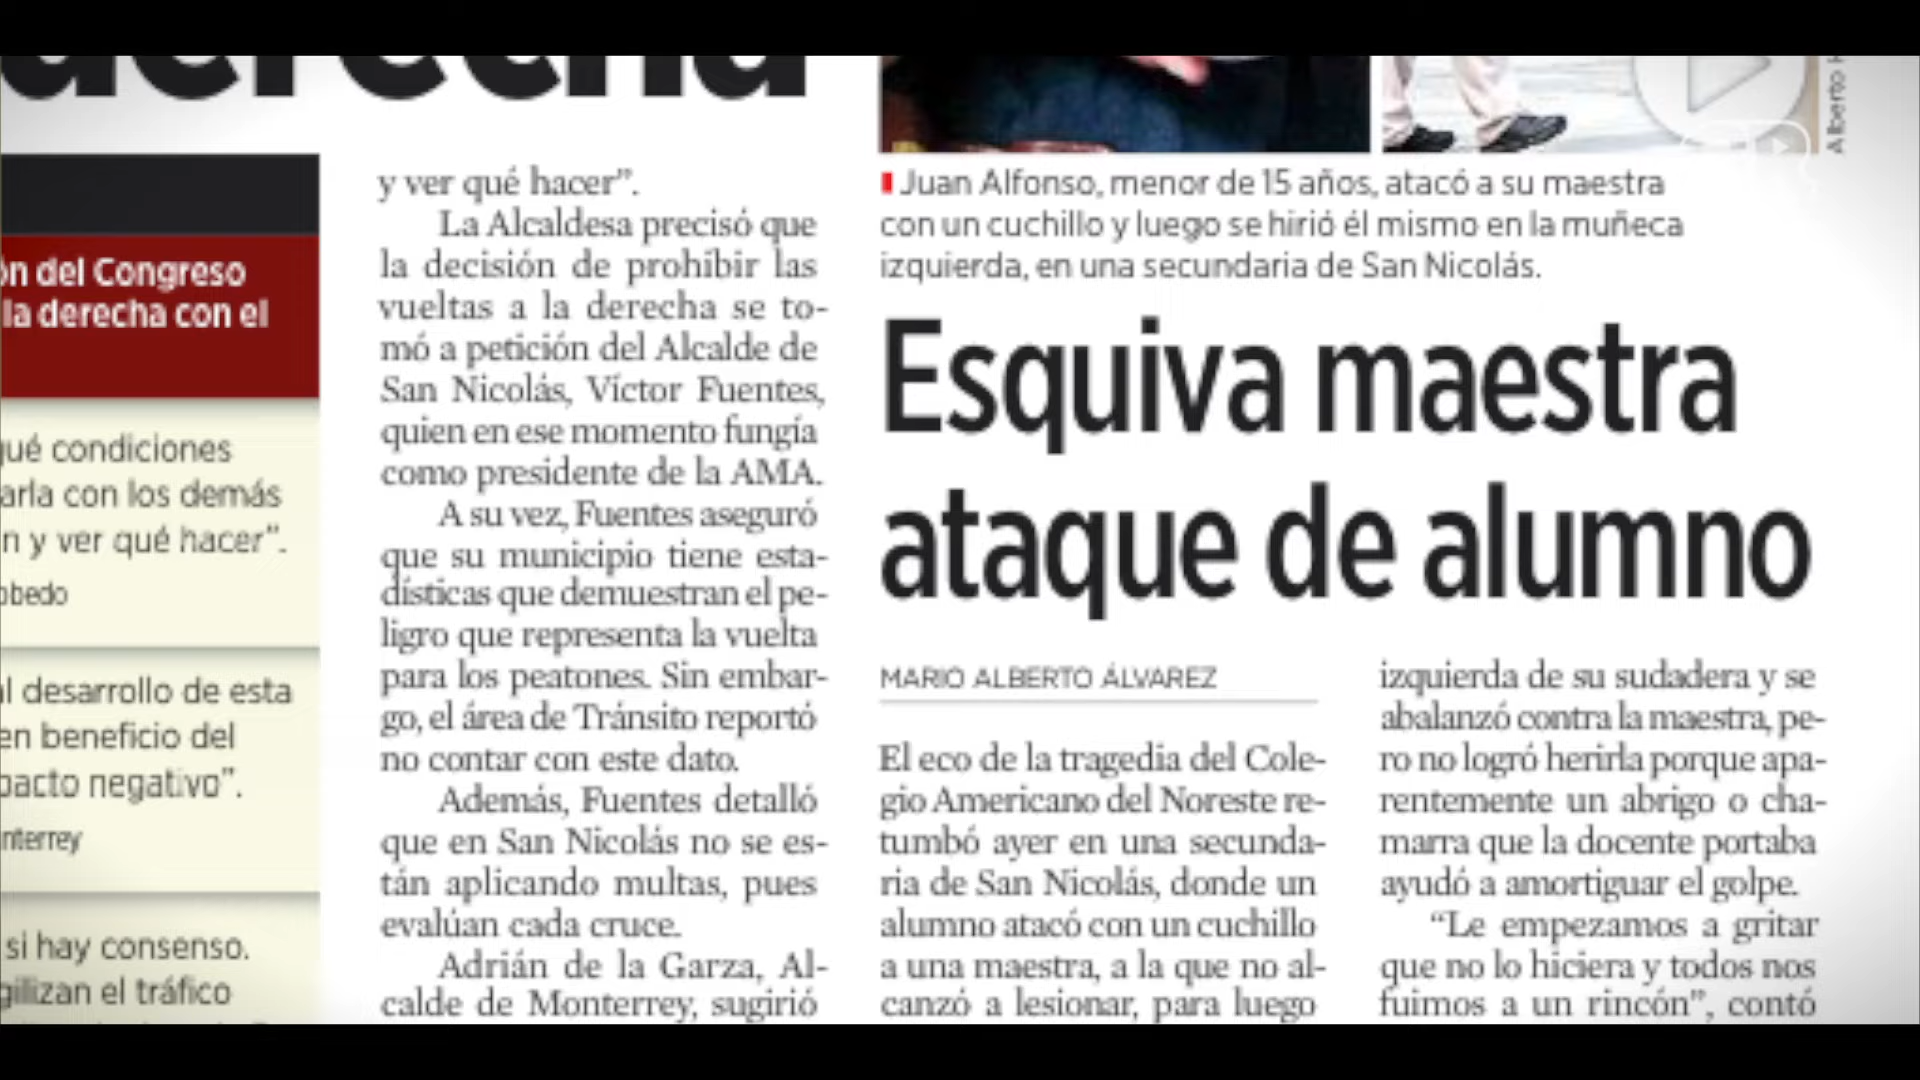 derecha
ón del Congreso
la derecha con el
qué condiciones
arla con los demás
n y ver qué hacer”.
obedo
al desarrollo de esta
en beneficio del
pacto negativo”.
nterrey
si hay consenso.
gilizan el tráfico
y ver qué hacer”.
La Alcaldesa precisó que
la decisión de prohibir las
vueltas a la derecha se to-
mó a petición del Alcalde de
San Nicolás, Víctor Fuentes,
quien en ese momento fungía
como presidente de la AMA.
A su vez, Fuentes aseguró
que su municipio tiene esta-
dísticas que demuestran el pe-
ligro que representa la vuelta
para los peatones. Sin embar-
go, el área de Tránsito reportó
no contar con este dato.
Además, Fuentes detalló
que en San Nicolás no se es-
tán aplicando multas, pues
evalúan cada cruce.
Adrián de la Garza, Al-
calde de Monterrey, sugirió
Alberto
Juan Alfonso, menor de 15 años, atacó a su maestra
con un cuchillo y luego se hirió él mismo en la muñeca
izquierda, en una secundaria de San Nicolás.
Esquiva maestra
ataque de alumno
MARIO ALBERTO ÁLVAREZ
El eco de la tragedia del Cole-
gio Americano del Noreste re-
tumbó ayer en una secunda-
ria de San Nicolás, donde un
alumno atacó con un cuchillo
a una maestra, a la que no al-
canzó a lesionar, para luego
izquierda de su sudadera y se
abalanzó contra la maestra, pe-
ro no logró herirla porque apa-
rentemente un abrigo o cha-
marra que la docente portaba
ayudó a amortiguar el golpe.
“Le empezamos a gritar
que no lo hiciera y todos nos
fuimos a un rincón”, contó